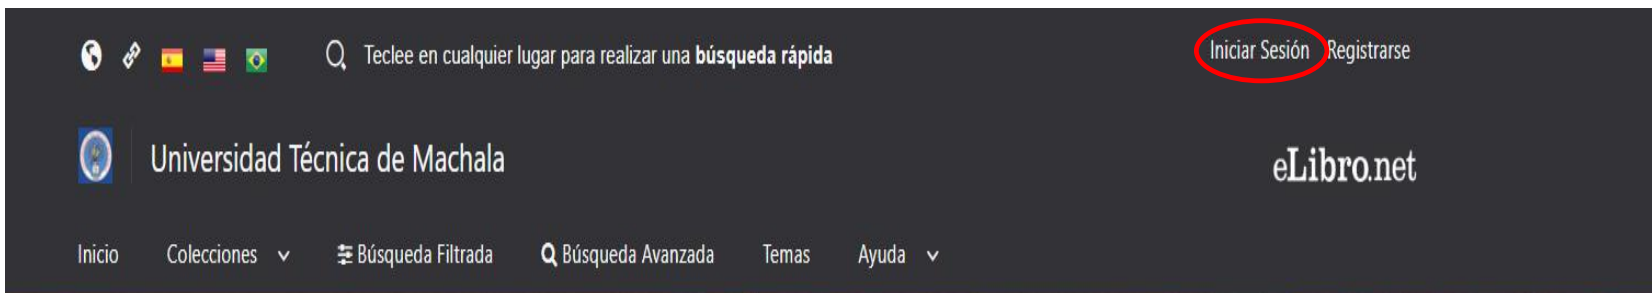 Teclee en cualquier lugar para realizar una búsqueda rápida
Iniciar Sesión Registrarse
Universidad Técnica de Machala
eLibro.net
Inicio Colecciones Búsqueda Filtrada Búsqueda Avanzada Temas Ayuda